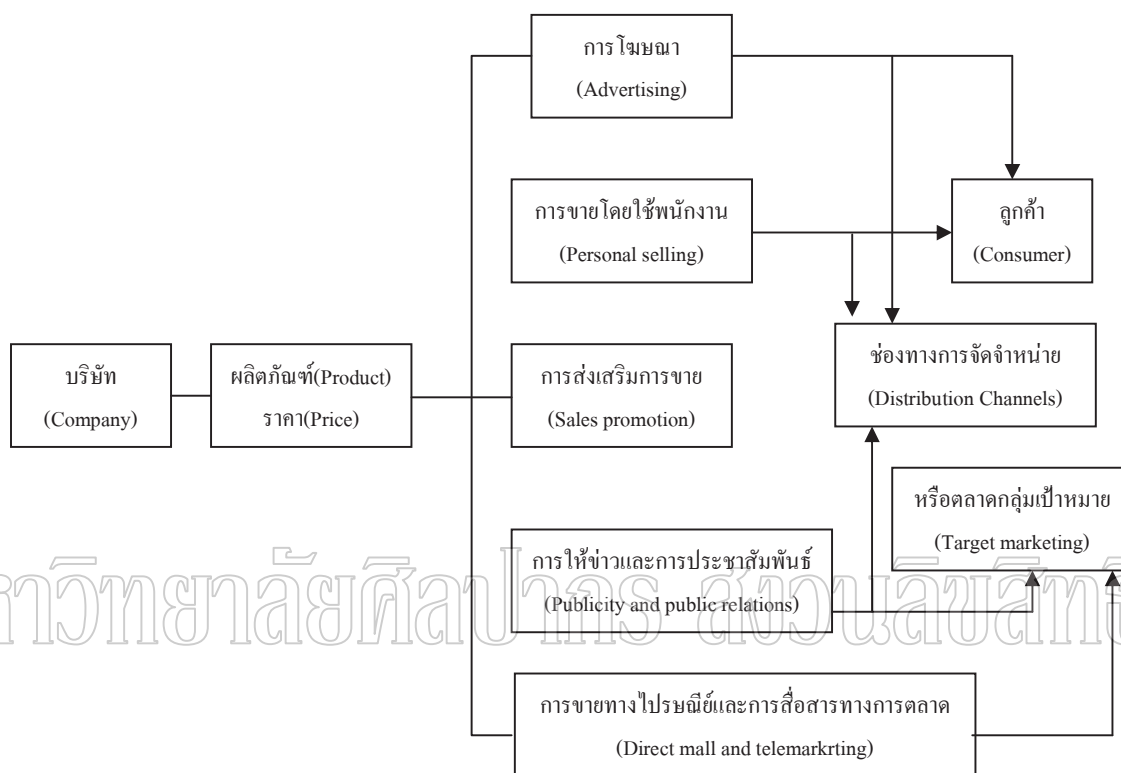 การโฆษณา
(Advertising)
การขายโดยใช้พนักงาน
(Personal selling)
ลูกค้า
(Consumer)
บริษัท
(Company)
ผลิตภัณฑ์(Product)
ราคา(Price)
การส่งเสริมการขาย
(Sales promotion)
ช่องทางการจัดจำหน่าย
(Distribution Channels)
หรือตลาดกลุ่มเป้าหมาย
(Target marketing)
การให้ข่าวและการประชาสัมพันธ์
(Publicity and public relations)
การขายทางไปรษณีย์และการสื่อสารทางการตลาด
(Direct mall and telemarkrting)